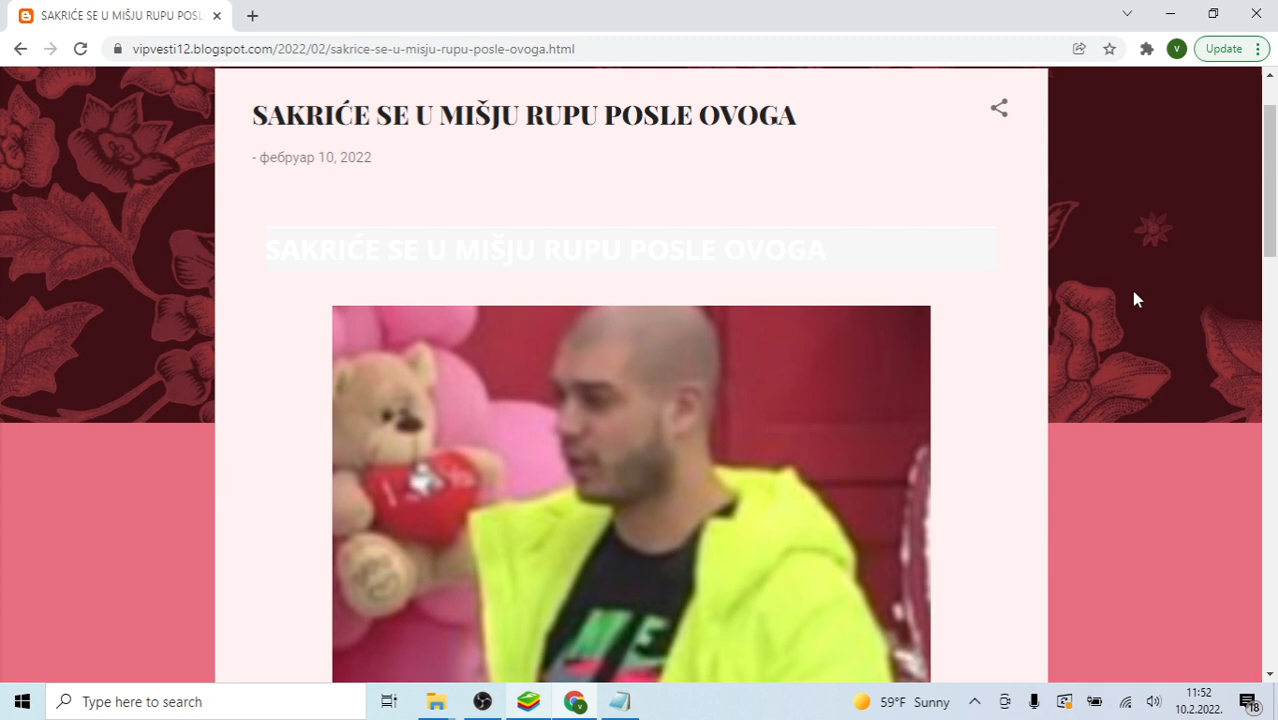 SAKRIĆE SE U MIŠJU RUPU POSL
vipvesti12.blogspot.com/2022/02/sakrice-se-u-misju-rupu-posle-ovoga.html
V
Update
SAKRIĆE SE U MIŠJU RUPU POSLE OVOGA
- фебруар 10, 2022
SAKRIĆE SE U MIŠJU RUPU POSLE OVOGA
ME
Type here to search
V
59°F Sunny
11:52
10.2.2022.
18